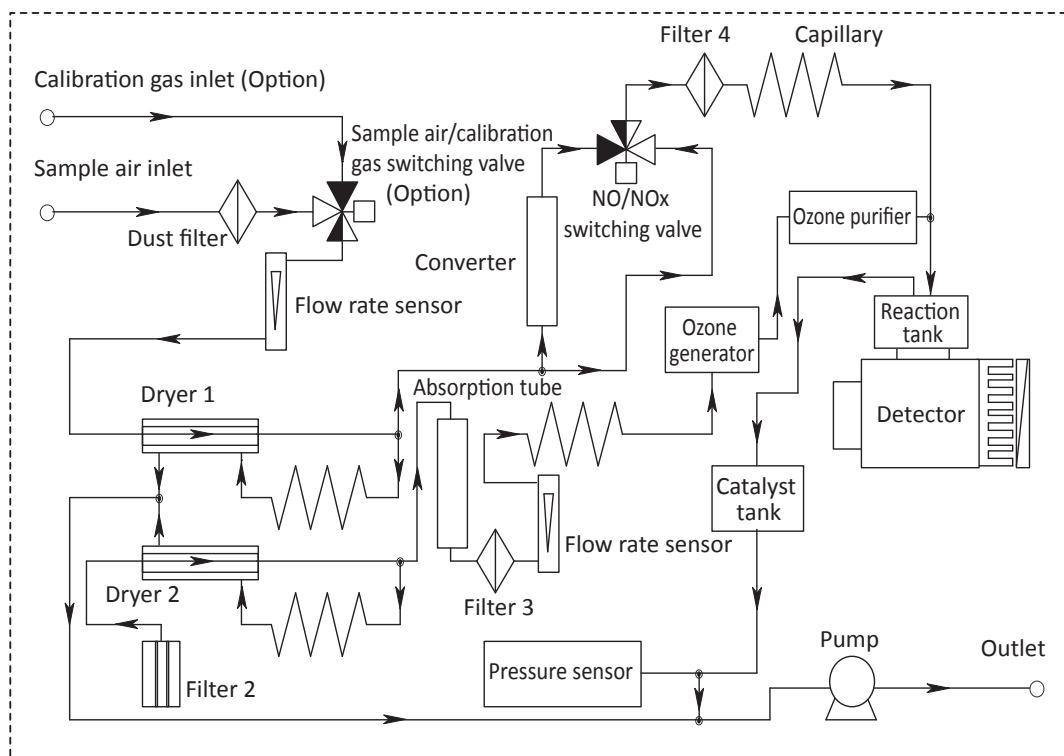 Filter 4
Capillary
Calibration gas inlet (Option)
Sample air/calibration
gas switching valve
(Option)
Sample air inlet
Dust filter
NO/NOx
switching valve
Ozone purifier
Converter
Flow rate sensor
Ozone
generator
Reaction
tank
Absorption tube
Dryer 1
Detector
Catalyst
tank
Flow rate sensor
Dryer 2
Filter 3
Filter 2
Pressure sensor
Pump
Outlet